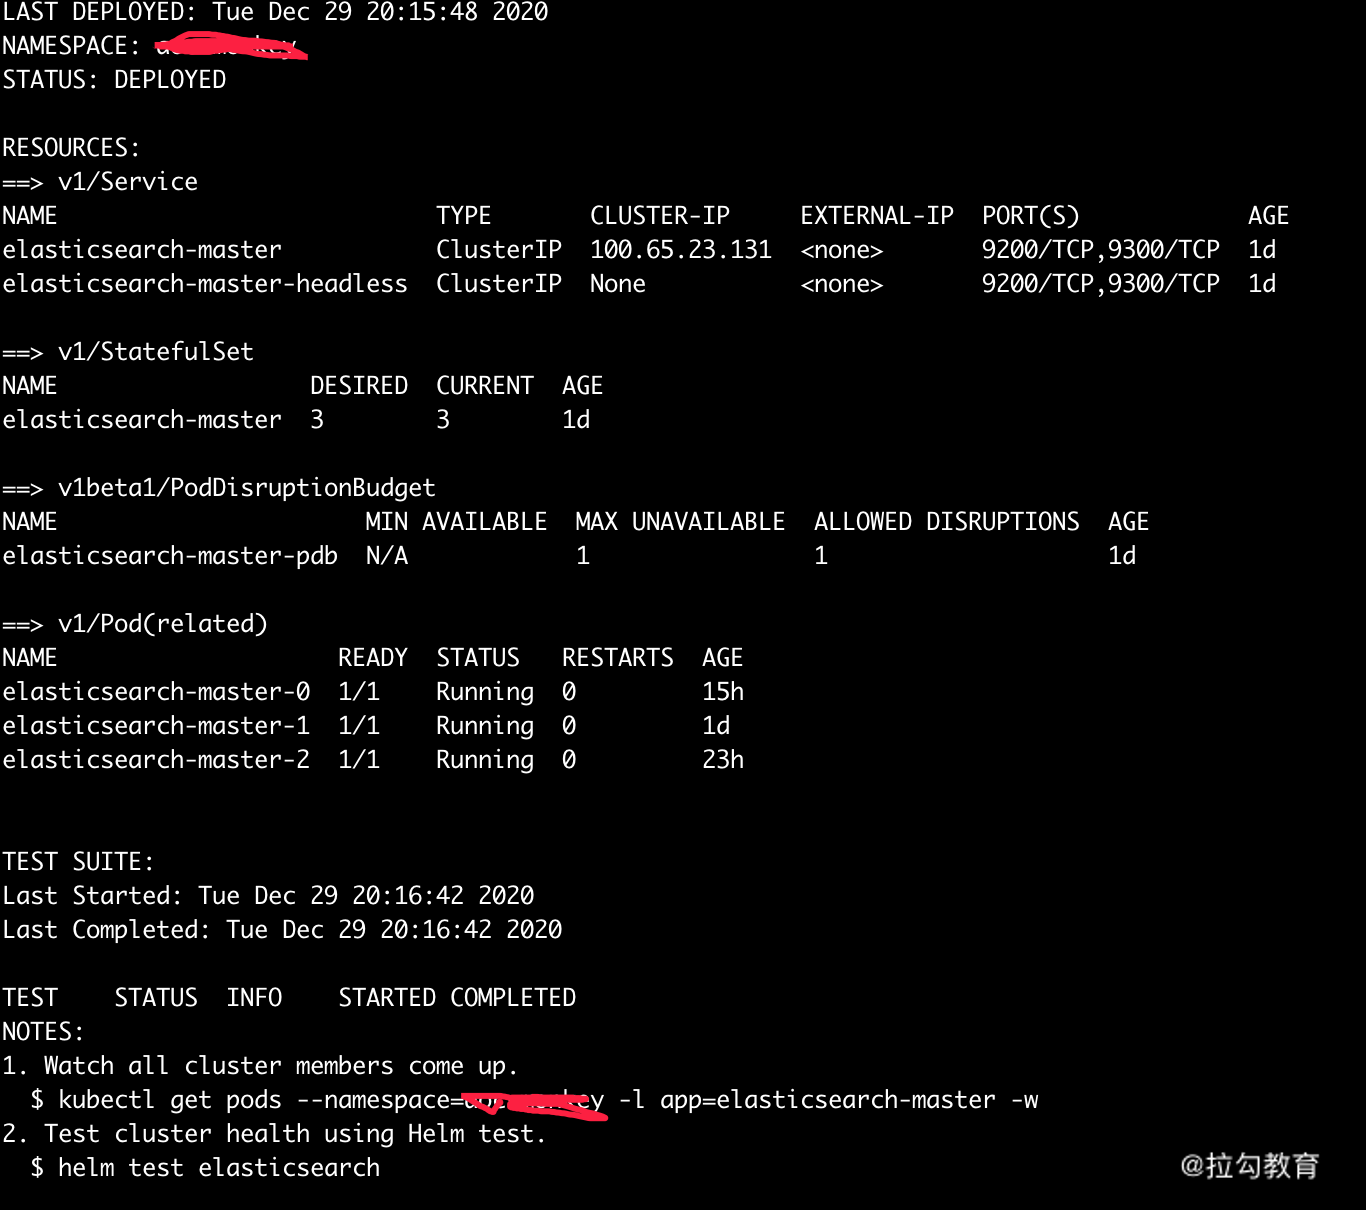 LAST DEPLOYED: Tue Dec 29 20:15:48 2020
NAMESPACE:
STATUS: DEPLOYED
RESOURCES:
==> v1/Service
NAME TYPE CLUSTER-IP EXTERNAL-IP PORT(S) AGE
elasticsearch-master ClusterIP 100.65.23.131 <none> 9200/TCP,9300/TCP 1d
elasticsearch-master-headless ClusterIP None <none> 9200/TCP,9300/TCP 1d
==> v1/StatefulSet
NAME DESIRED CURRENT AGE
elasticsearch-master 3 3 1d
==> v1beta1/PodDisruptionBudget
NAME MIN AVAILABLE MAX UNAVAILABLE ALLOWED DISRUPTIONS AGE
elasticsearch-master-pdb N/A 1 1 1d
==> v1/Pod(related)
NAME READY STATUS RESTARTS AGE
elasticsearch-master-0 1/1 Running 0 15h
elasticsearch-master-1 1/1 Running 0 1d
elasticsearch-master-2 1/1 Running 0 23h
TEST SUITE:
Last Started: Tue Dec 29 20:16:42 2020
Last Completed: Tue Dec 29 20:16:42 2020
TEST STATUS INFO STARTED COMPLETED
NOTES:
1. Watch all cluster members come up.
$ kubectl get pods --namespace= -l app=elasticsearch-master -w
2. Test cluster health using Helm test.
$ helm test elasticsearch
@拉勾教育